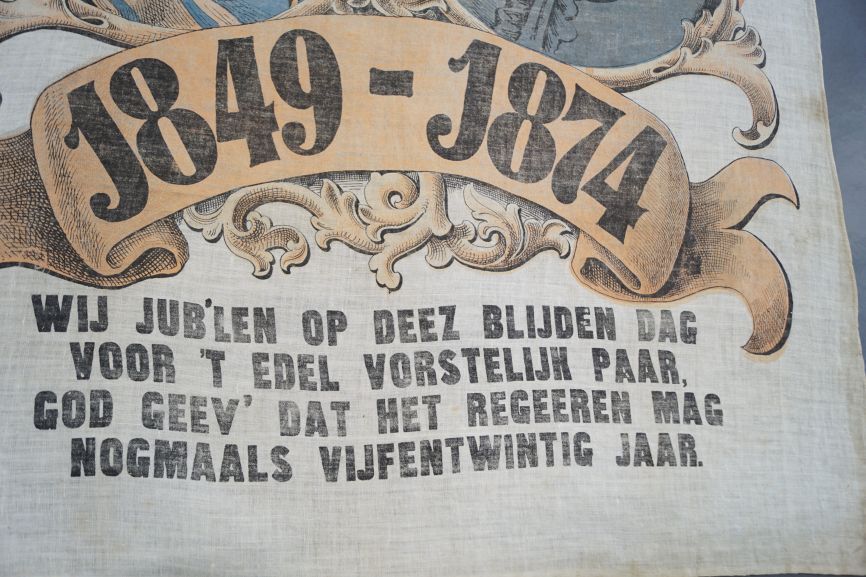 1849-1874
WIJ JUB'LEN OP DEEZ BLIJDEN DAG
VOOR 'T EDEL VORSTELIJK PAAR,
GOD GEEV' DAT HET REGEEREN MAG
NOGMAALS VIJFENTWINTIG JAAR.